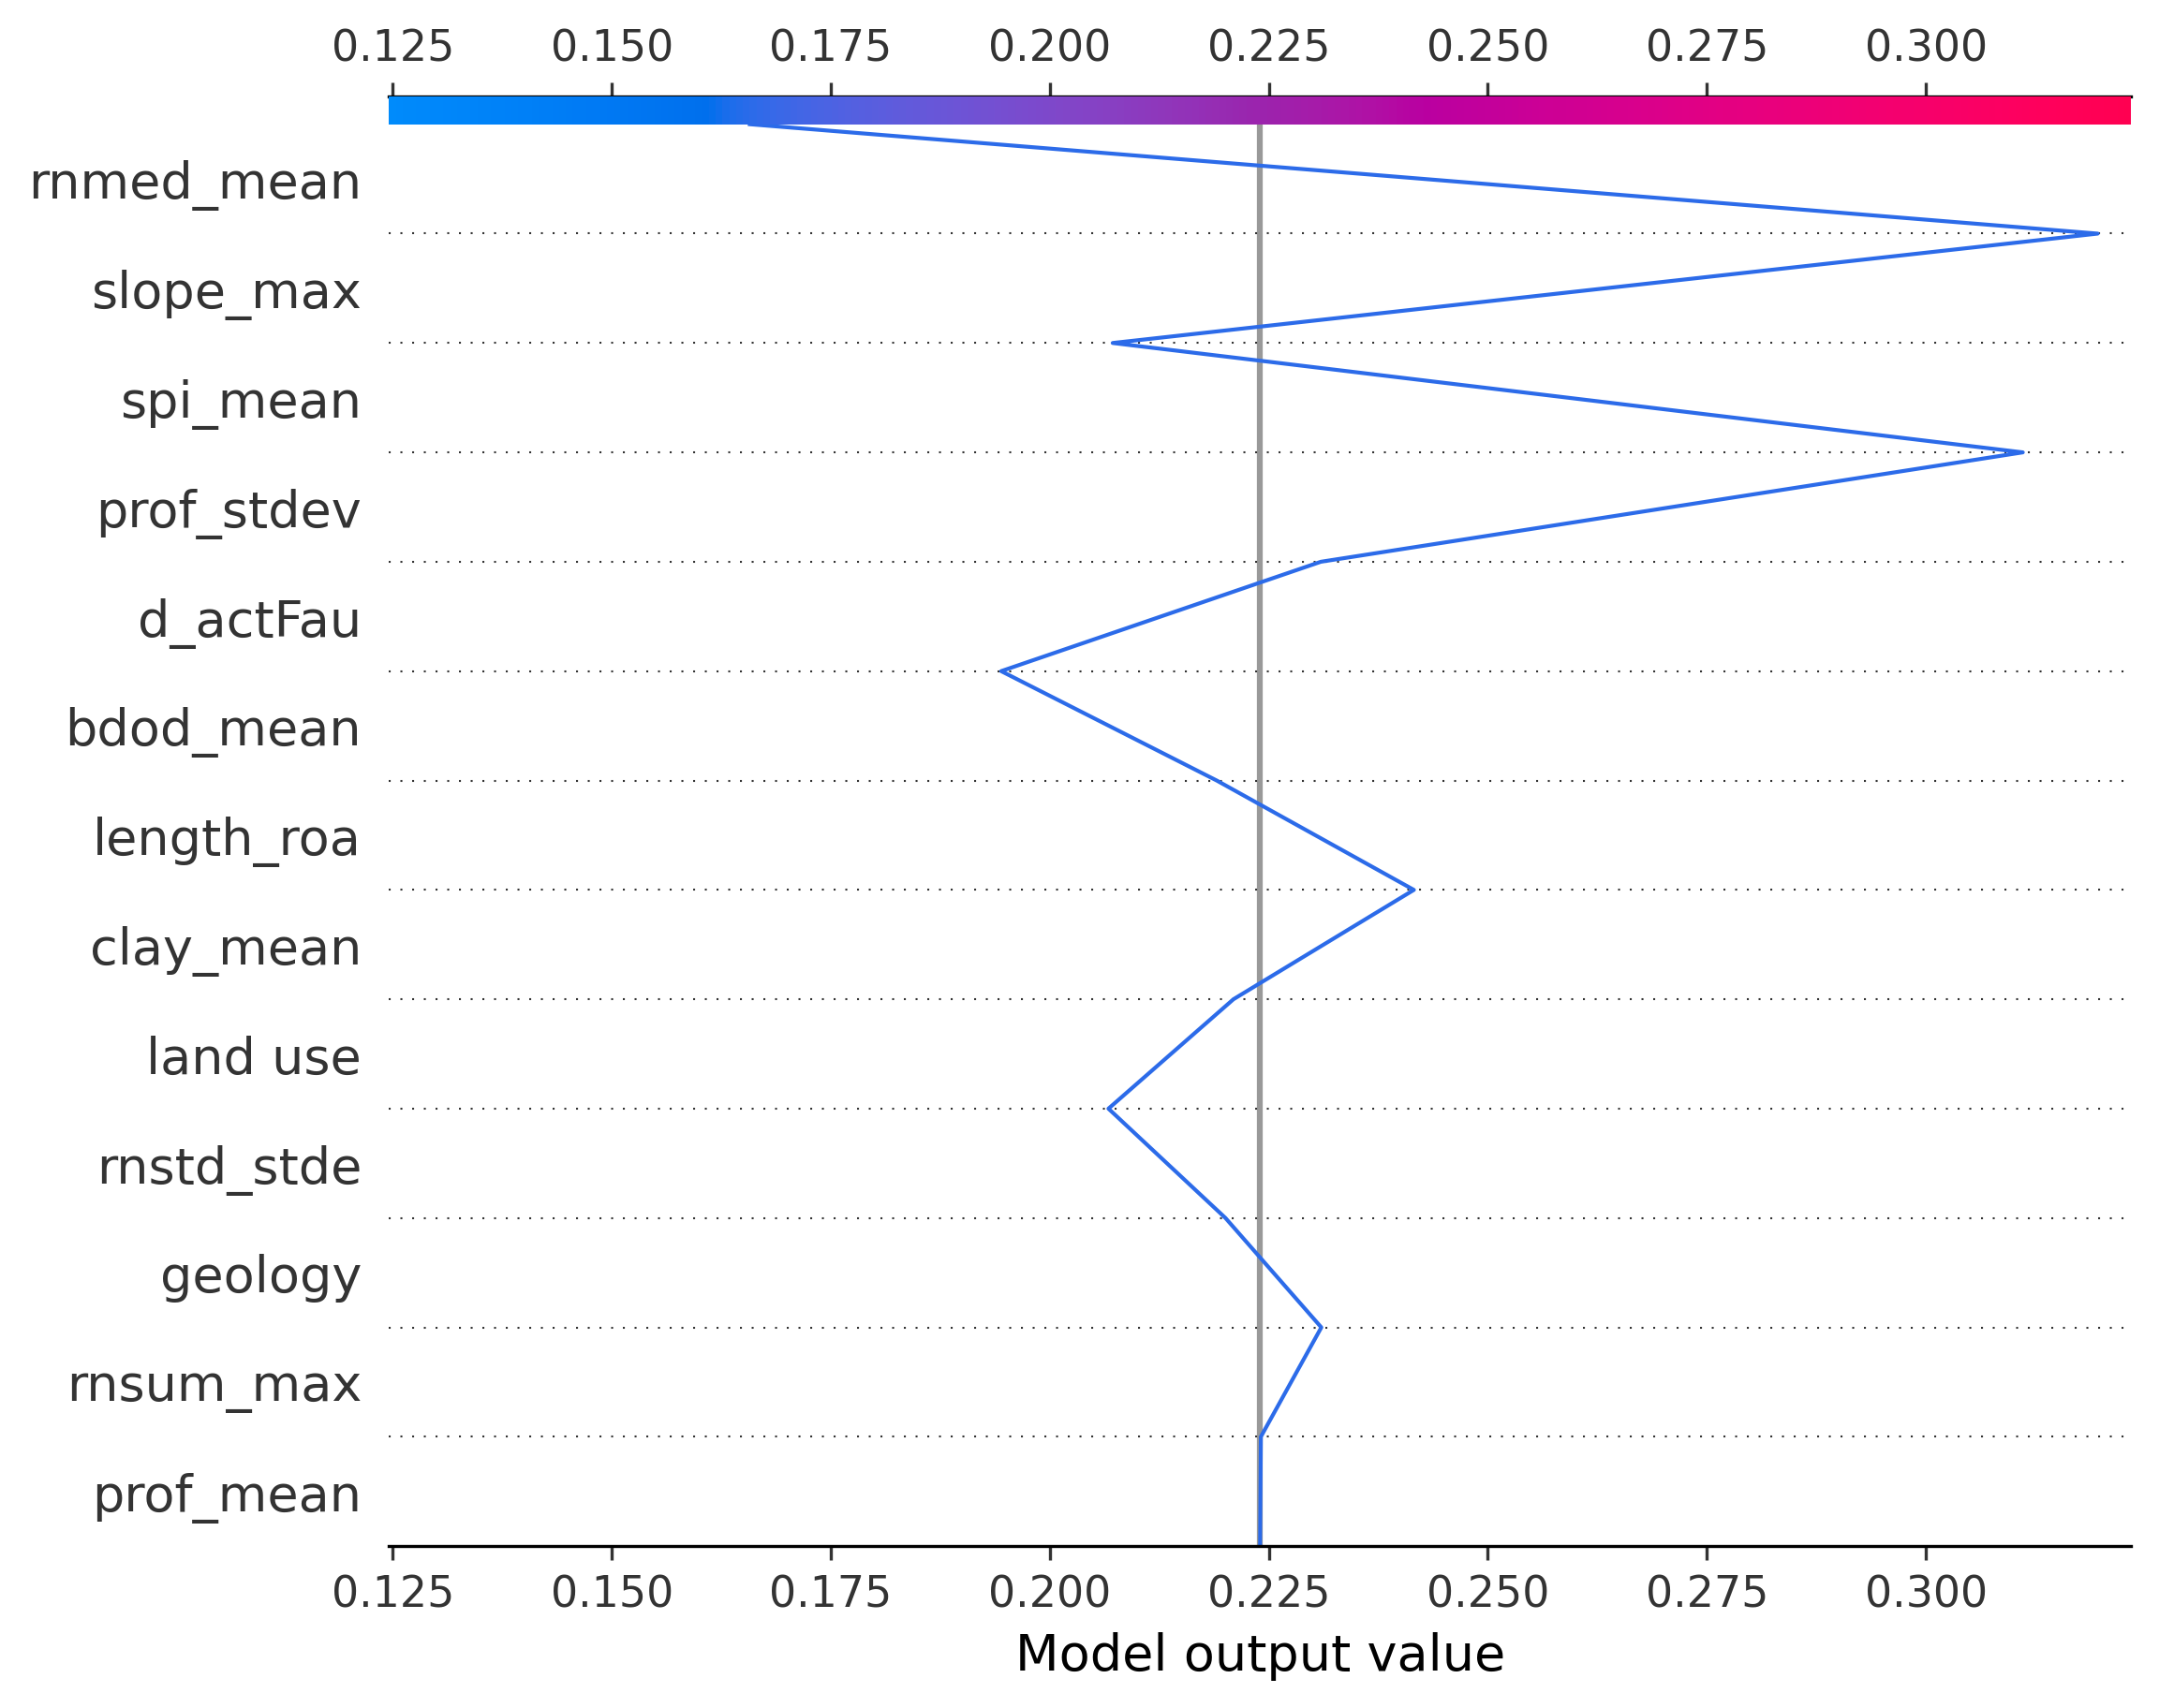 0.125 0.150 0.175 0.200 0.225 0.250 0.275 0.300
rnmed_mean
slope_max
spi_mean
prof_stdev
d_actFau
bdod_mean
length_roa
clay_mean
land use
rnstd_stde
geology
rnsum_max
prof_mean
0.125 0.150 0.175 0.200 0.225 0.250 0.275 0.300
Model output value